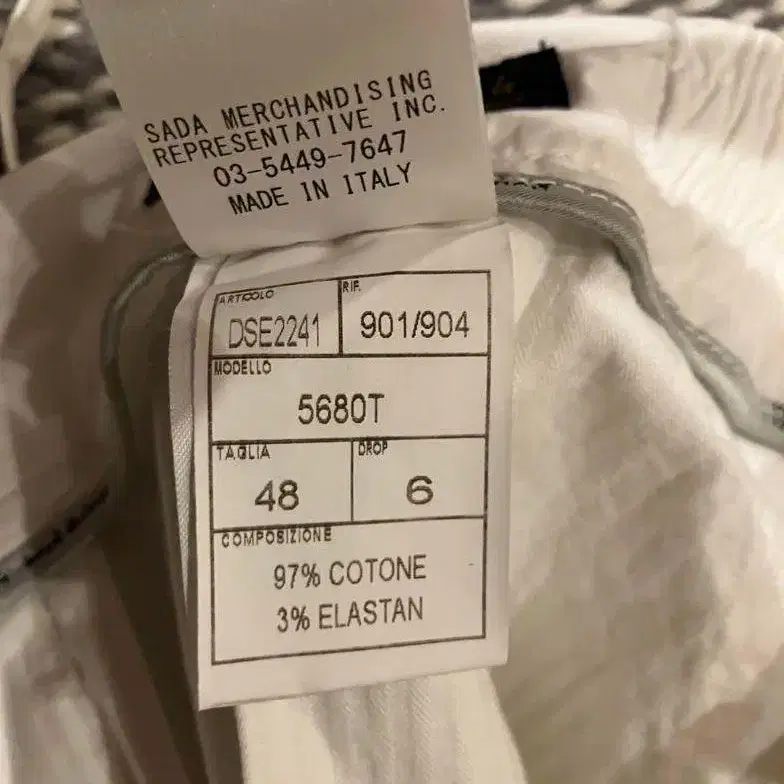 SADA MERCHANDISING
REPRESENTATIVE INC.
03-5449-7647
MADE IN ITALY
ARTICOLO
RIF.
DSE2241
901/904
MODELLO
5680T
TAGLIA
DROP
48
6
COMPOSIZIONE
97% COTONE
3% ELASTAN